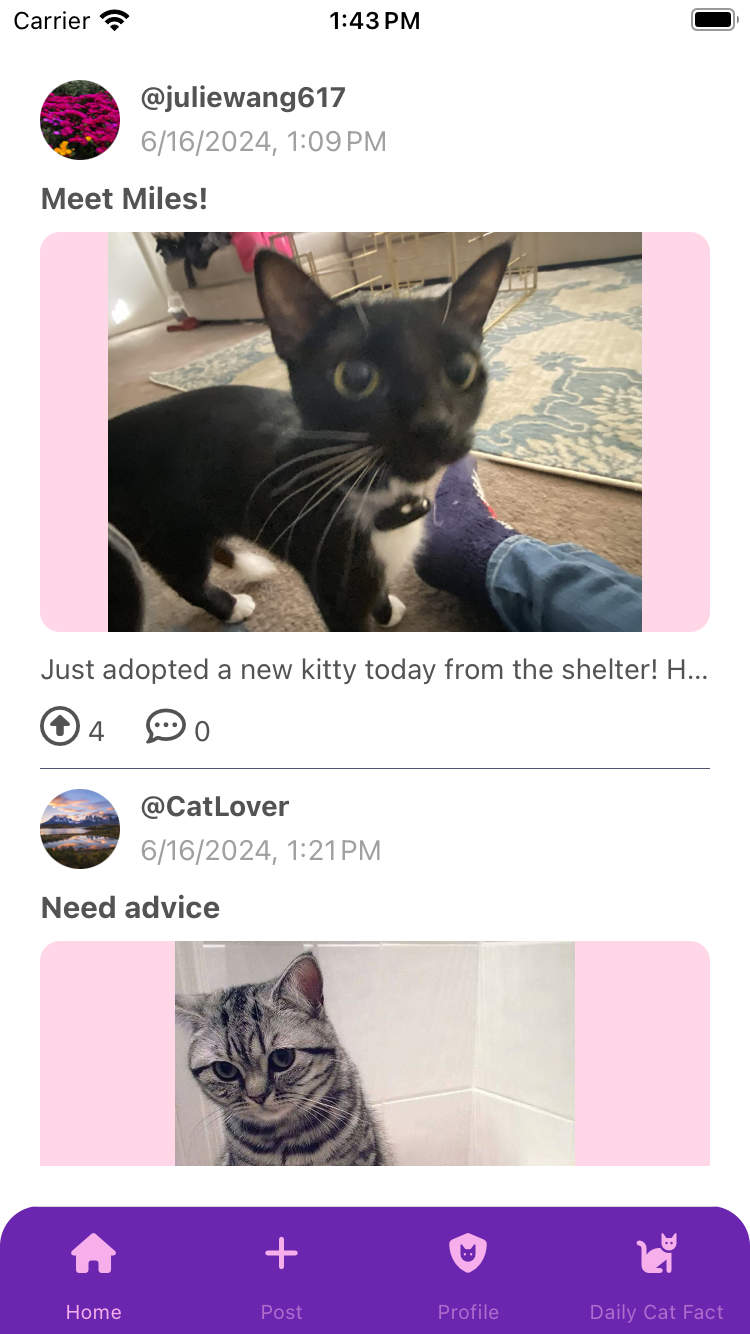 Carrier 1:43 PM
@juliewang617
6/16/2024, 1:09 PM
Meet Miles!
Just adopted a new kitty today from the shelter! H...
4 0
@CatLover
6/16/2024, 1:21 PM
Need advice
Home Post Profile Daily Cat Fact